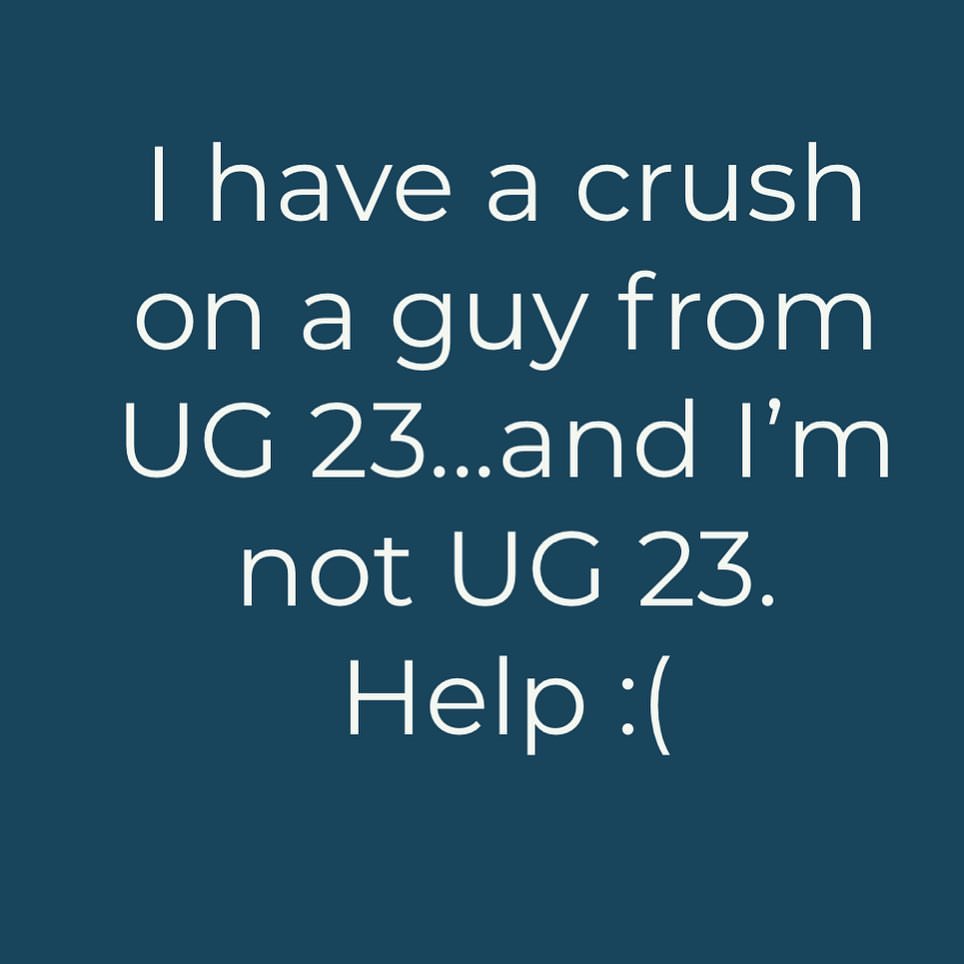 I have a crush
on a guy from
UG 23...and I’m
not UG 23.
Help :(